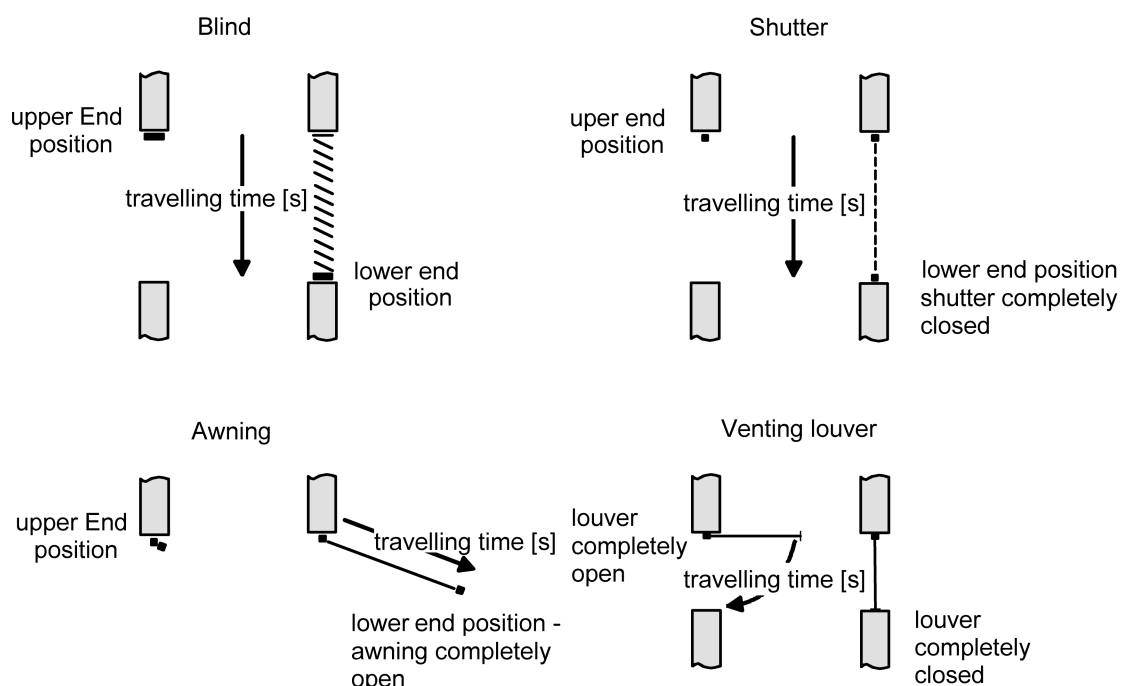 Blind
upper End
position
travelling time [s]
lower end
position
Shutter
uper end
position
travelling time [s]
lower end position
shutter completely
closed
Awning
upper End
position
travelling time [s]
lower end position -
awning completely
open
Venting louver
louver
completely
open
travelling time [s]
louver
completely
closed